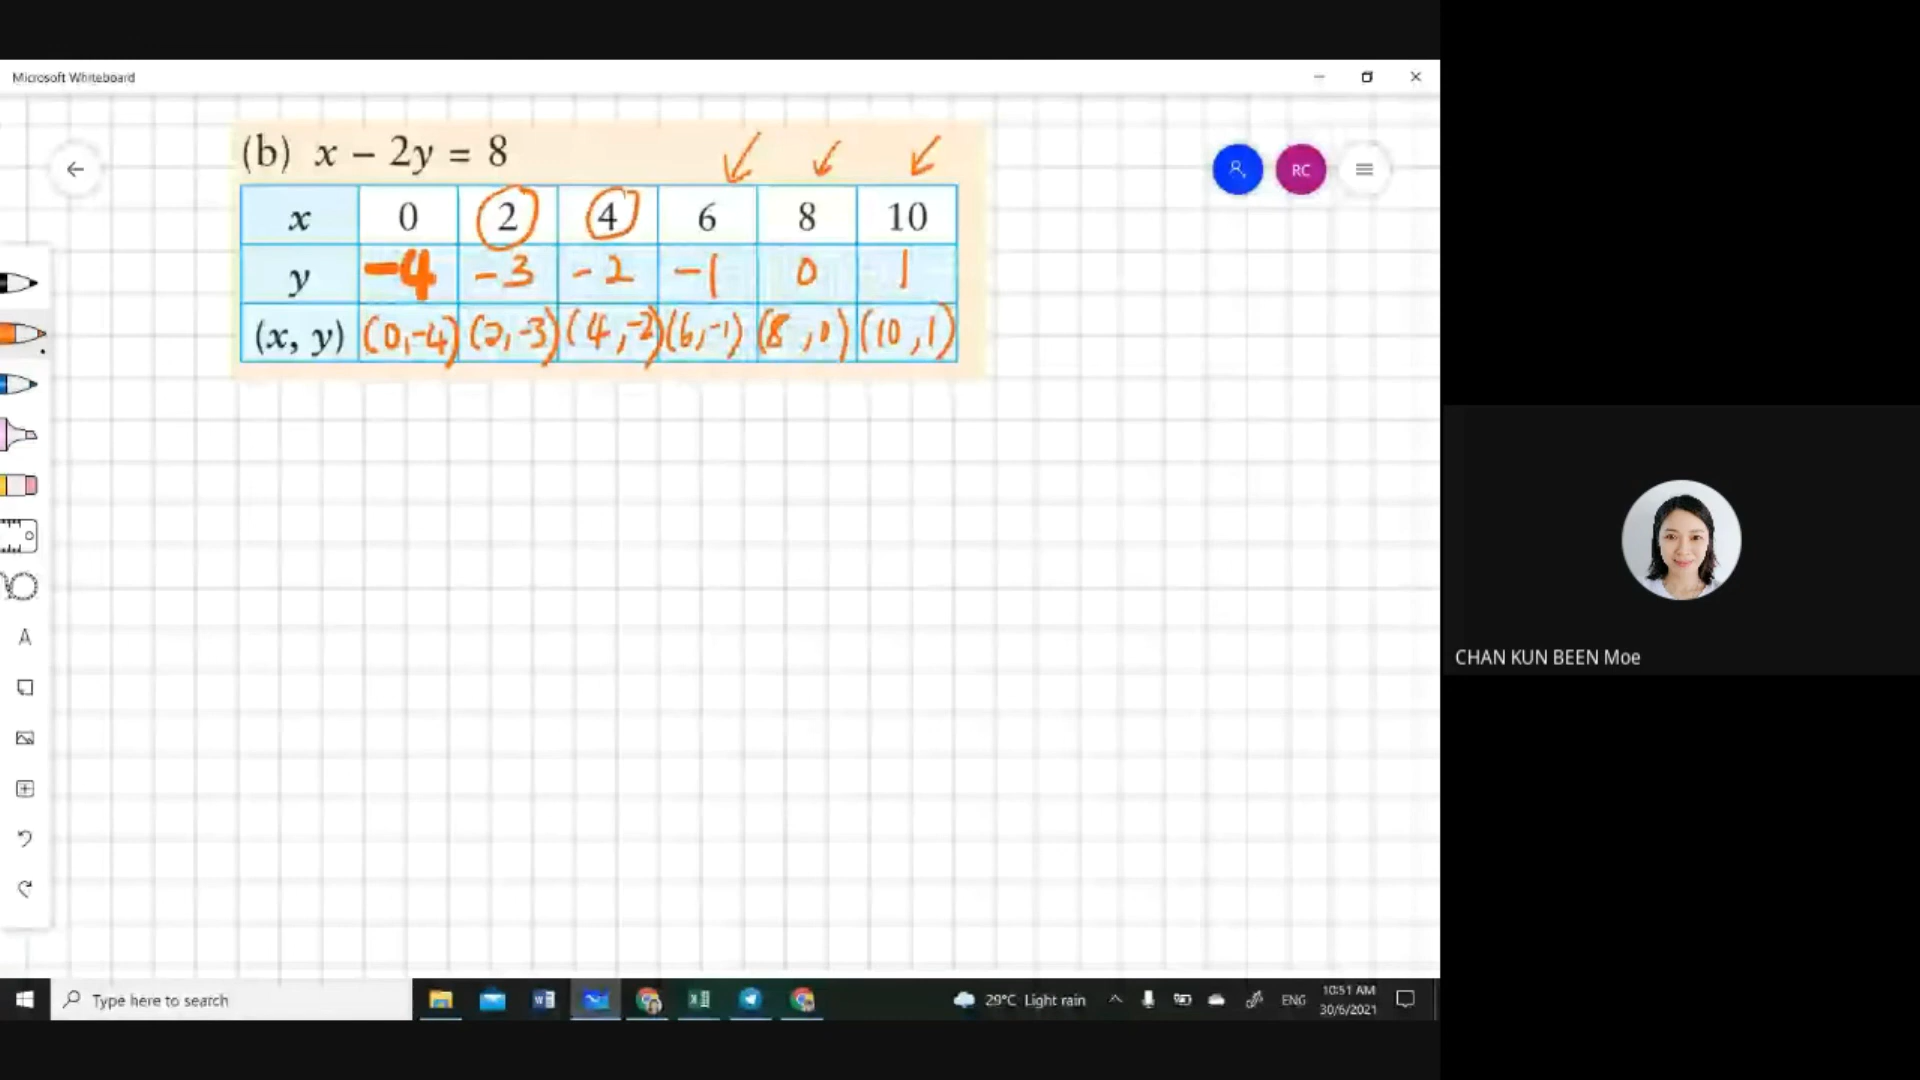 Microsoft Whiteboard
(b) x − 2y = 8
x 0 2 4 6 8 10
y -4 -3 -2 -1 0 1
(x, y) (0,-4) (2,-3) (4,-2) (6,-1) (8,0) (10,1)
RC
A
CHAN KUN BEEN Moe
Type here to search
29°C Light rain
ENG
10:51 AM
30/6/2021